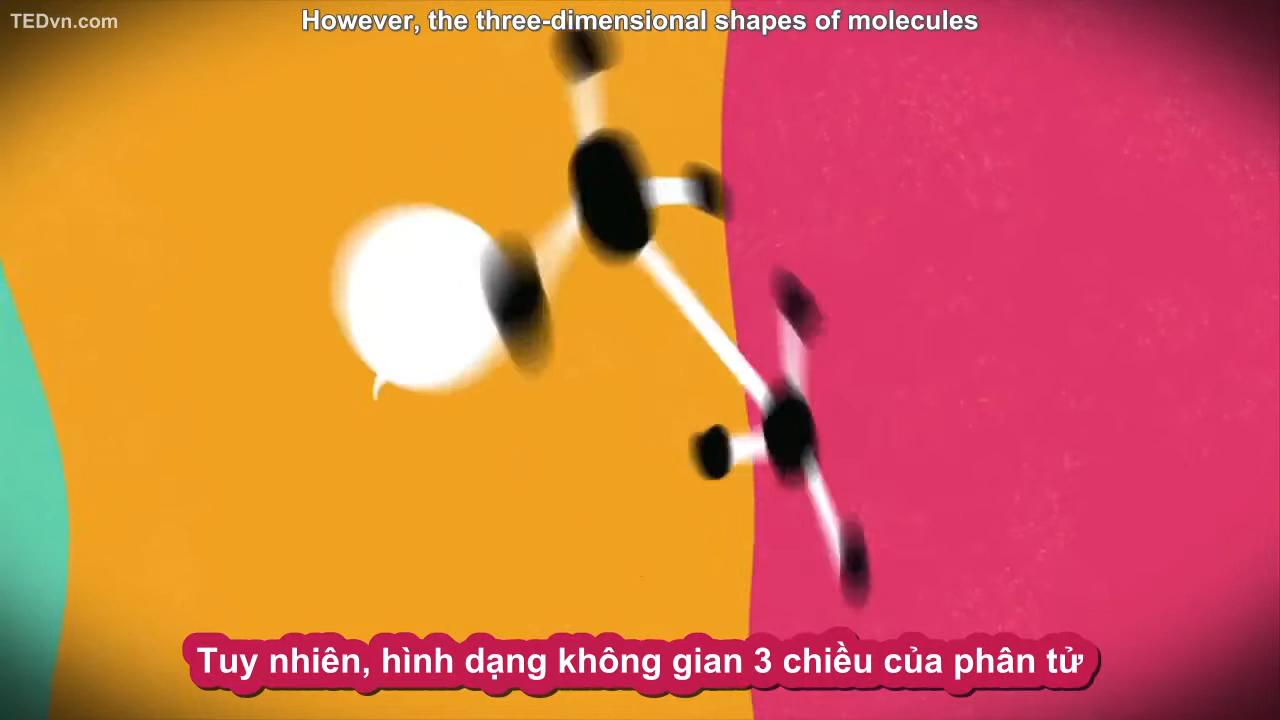 TEDvn.com
However, the three-dimensional shapes of molecules
Tuy nhiên, hình dạng không gian 3 chiều của phân tử